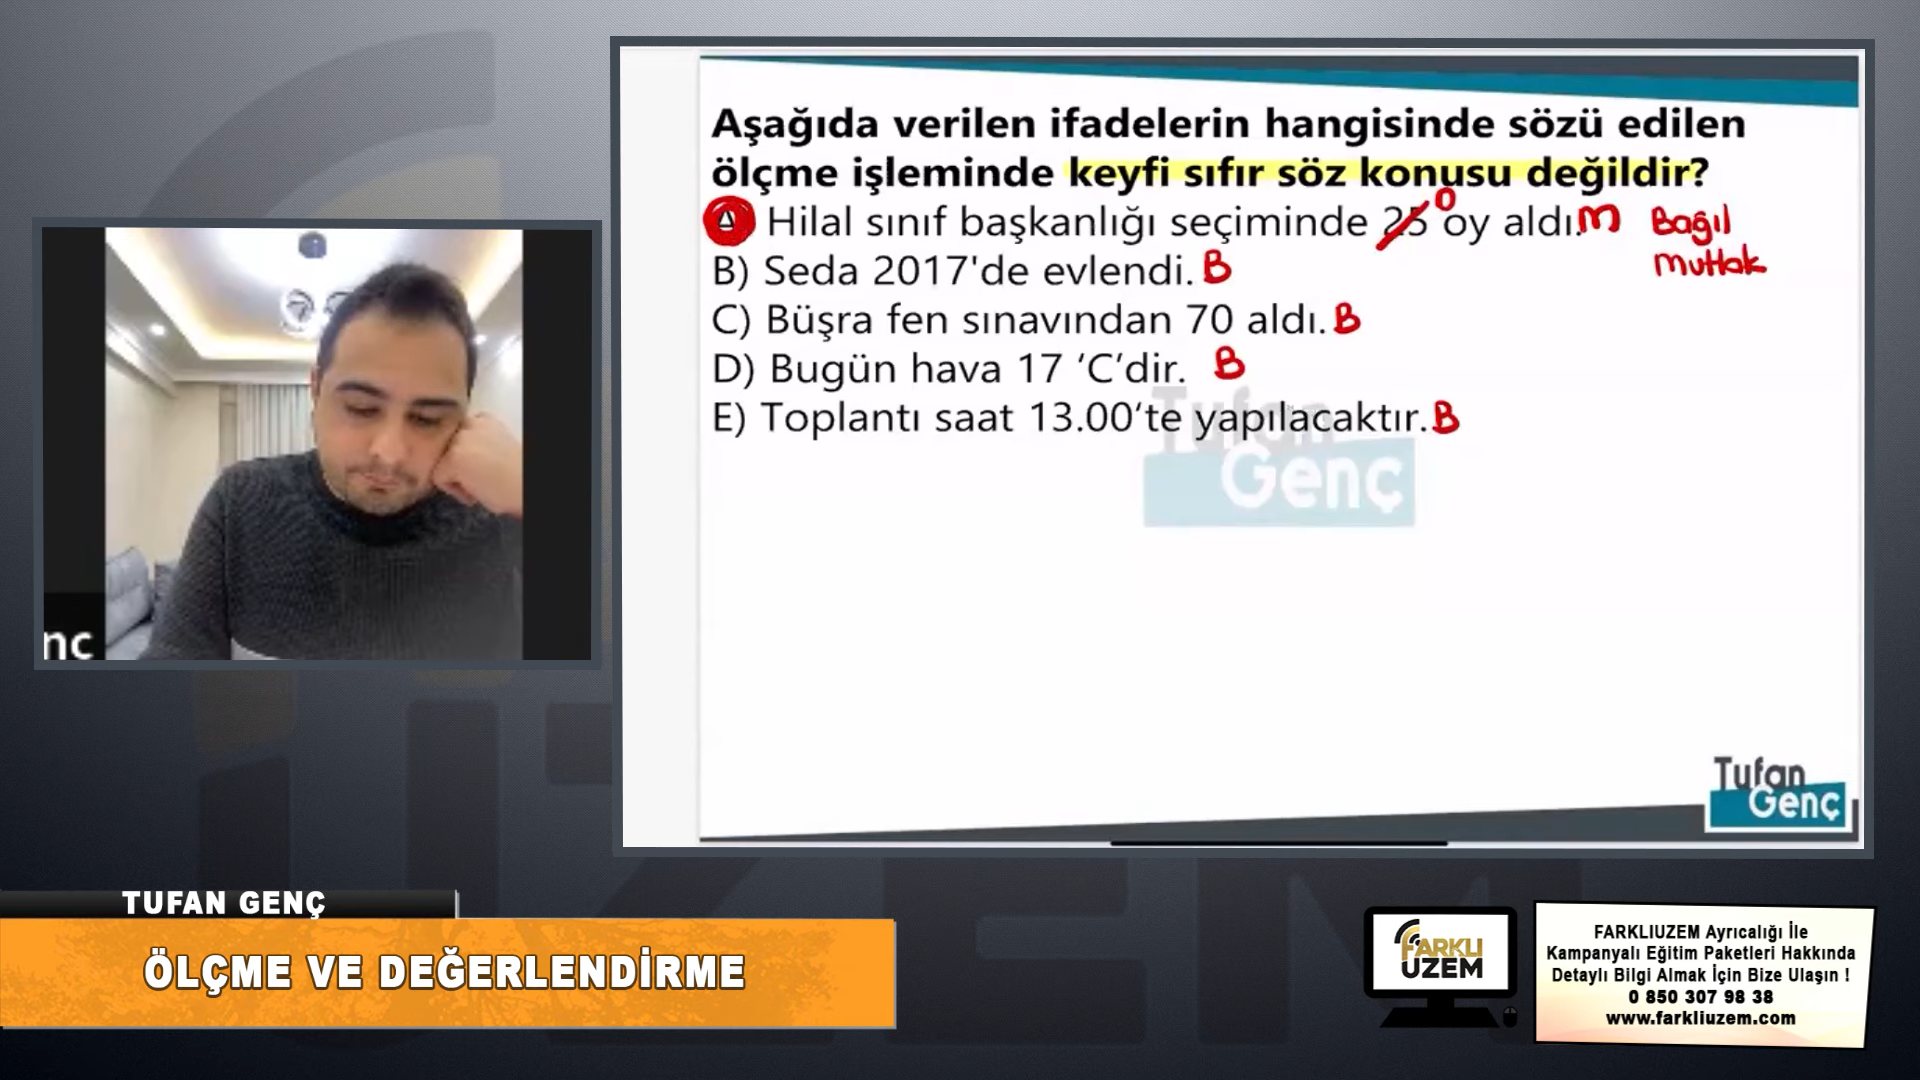 Aşağıda verilen ifadelerin hangisinde sözü edilen
ölçme işleminde keyfi sıfır söz konusu değildir?
A) Hilal sınıf başkanlığı seçiminde 25 0 oy aldı. m Bağıl
mutlak
B) Seda 2017'de evlendi. B
C) Büşra fen sınavından 70 aldı. B
D) Bugün hava 17 ‘C’dir. B
E) Toplantı saat 13.00’te yapılacaktır. B
Tufan
Genç
nç
Tufan
Genç
TUFAN GENÇ
ÖLÇME VE DEĞERLENDİRME
FARKLI
UZEM
FARKLIUZEM Ayrıcalığı İle
Kampanyalı Eğitim Paketleri Hakkında
Detaylı Bilgi Almak İçin Bize Ulaşın !
0 850 307 98 38
www.farkliuzem.com